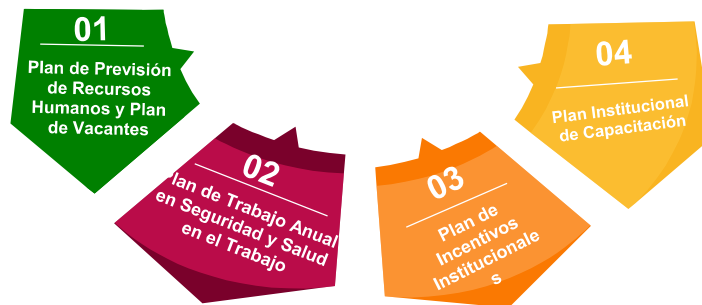 01
Plan de Previsión
de Recursos
Humanos y Plan
de Vacantes
02
Plan de Trabajo Anual
en Seguridad y Salud
en el Trabajo
03
Plan de
Incentivos
Institucionale
s
04
Plan Institucional
de Capacitación